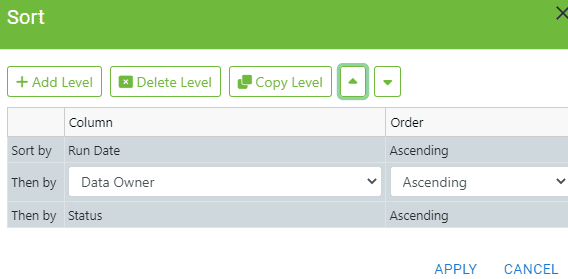 Sort
Add Level Delete Level Copy Level
Column Order
Sort by Run Date Ascending
Then by Data Owner Ascending
Then by Status Ascending
APPLY CANCEL